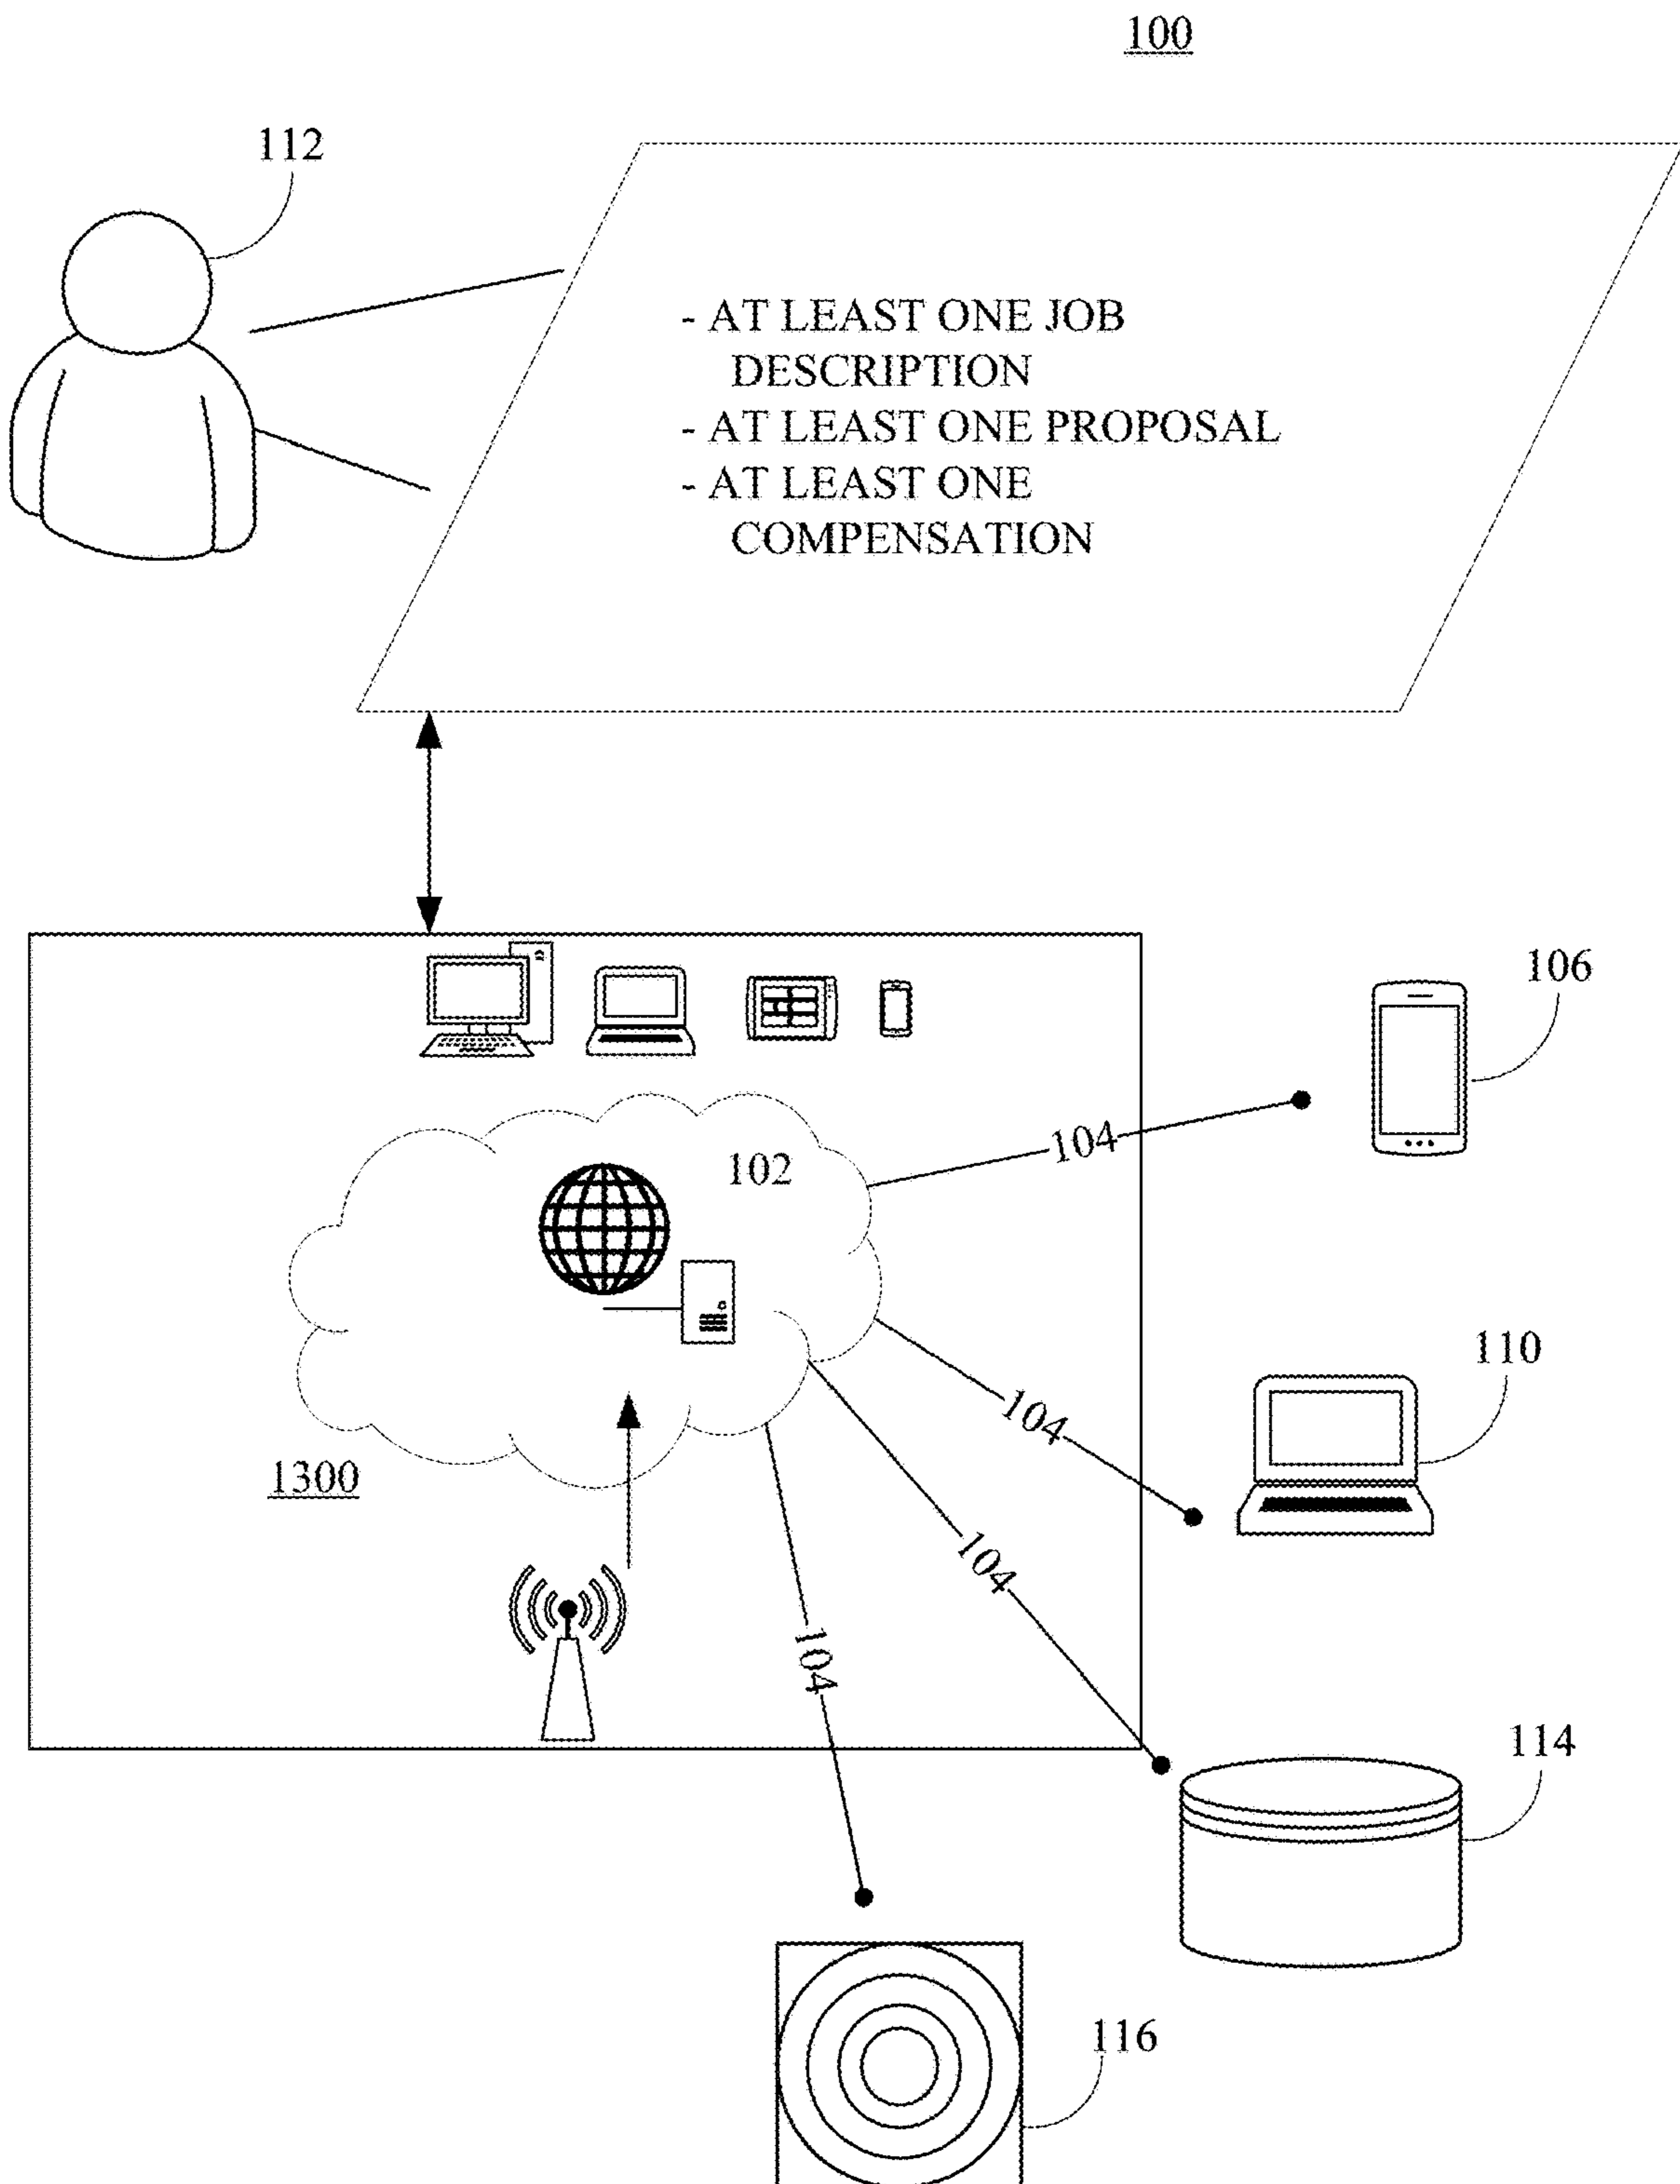 100
112
- AT LEAST ONE JOB
DESCRIPTION
- AT LEAST ONE PROPOSAL
- AT LEAST ONE
COMPENSATION
106
104
102
110
104
1300
104
104
114
116